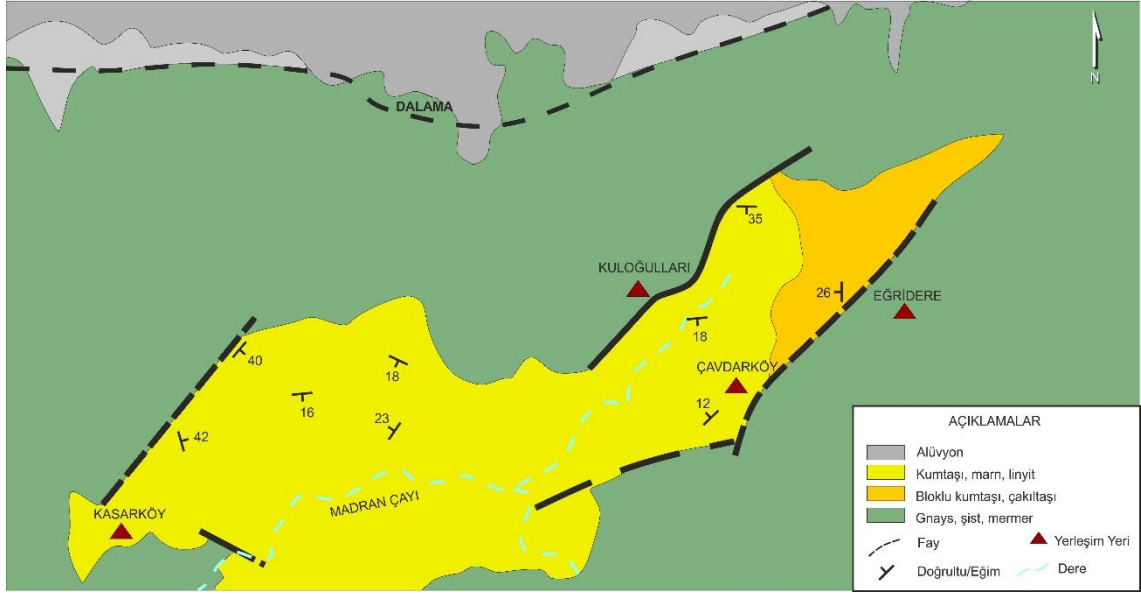 N
DALAMA
35
KULOĞULLARI
26
EĞRİDERE
18
40
18
ÇAVDARKÖY
16
12
23
42
MADRAN ÇAYI
KASARKÖY
AÇIKLAMALAR
Alüvyon
Kumtaşı, marn, linyit
Bloklu kumtaşı, çakıltaşı
Gnays, şist, mermer
Fay
Yerleşim Yeri
Doğrultu/Eğim
Dere